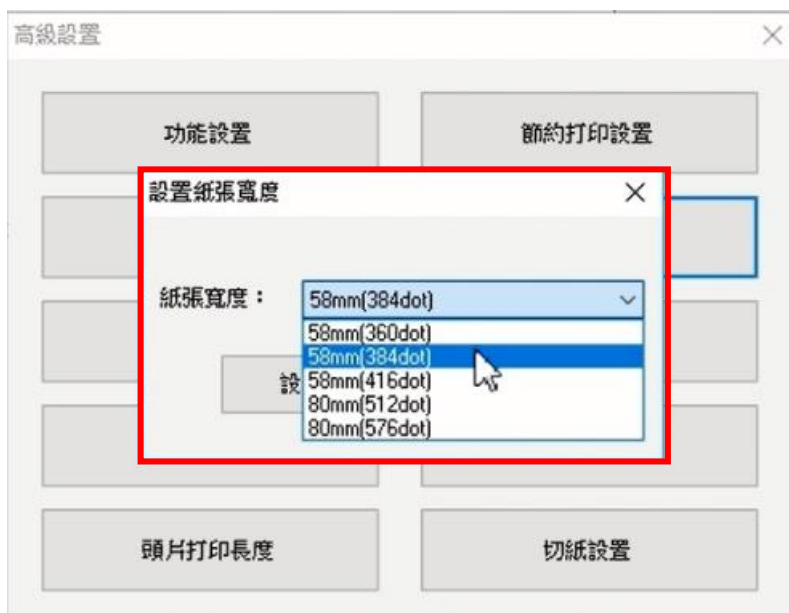 高級設置
功能設置
節約打印設置
設置紙張寬度
紙張寬度：
58mm(384dot)
58mm(360dot)
58mm(384dot)
設
58mm(416dot)
80mm(512dot)
80mm(576dot)
頭片打印長度
切紙設置